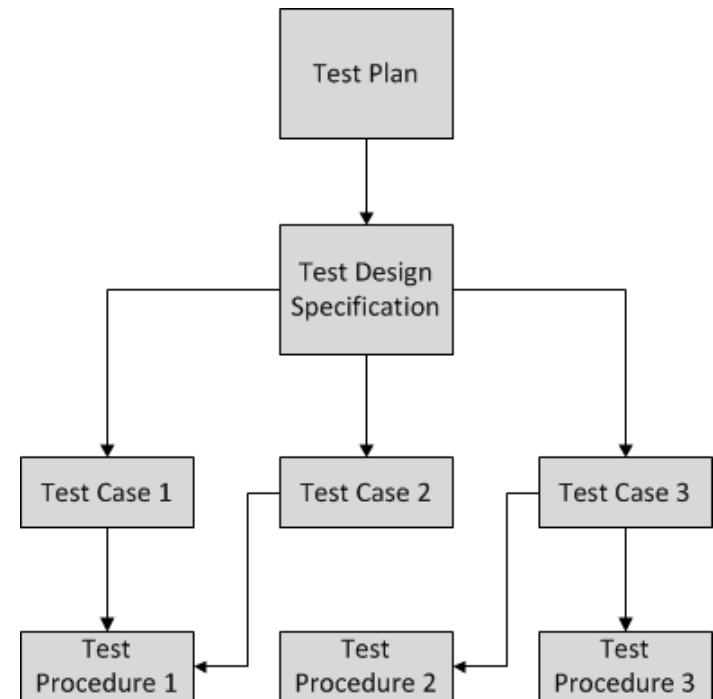 Test Plan
Test Design
Specification
Test Case 1
Test Case 2
Test Case 3
Test
Procedure 1
Test
Procedure 2
Test
Procedure 3